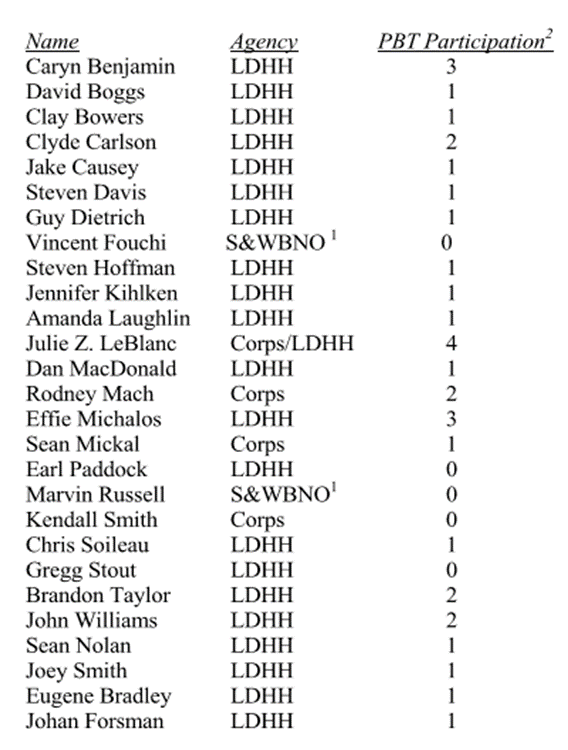 Name Agency PBT Participation²
Caryn Benjamin LDHH 3
David Boggs LDHH 1
Clay Bowers LDHH 1
Clyde Carlson LDHH 2
Jake Causey LDHH 1
Steven Davis LDHH 1
Guy Dietrich LDHH 1
Vincent Fouchi S&WBNO ¹ 0
Steven Hoffman LDHH 1
Jennifer Kihlken LDHH 1
Amanda Laughlin LDHH 1
Julie Z. LeBlanc Corps/LDHH 4
Dan MacDonald LDHH 1
Rodney Mach Corps 2
Effie Michalos LDHH 3
Sean Mickal Corps 1
Earl Paddock LDHH 0
Marvin Russell S&WBNO¹ 0
Kendall Smith Corps 0
Chris Soileau LDHH 1
Gregg Stout LDHH 0
Brandon Taylor LDHH 2
John Williams LDHH 2
Sean Nolan LDHH 1
Joey Smith LDHH 1
Eugene Bradley LDHH 1
Johan Forsman LDHH 1